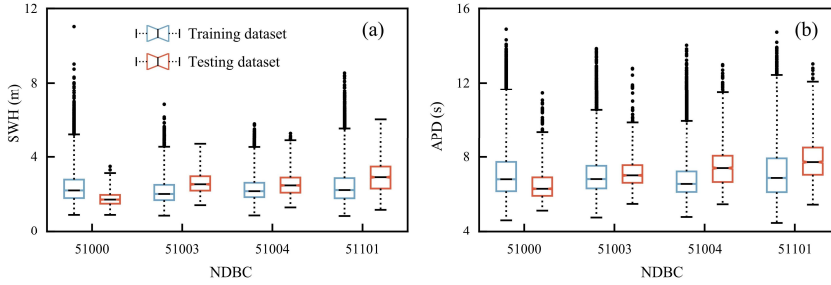 12
8
4
0
SWH (m)
Training dataset
Testing dataset
(a)
51000
51003
51004
51101
NDBC
16
12
8
4
APD (s)
(b)
51000
51003
51004
51101
NDBC